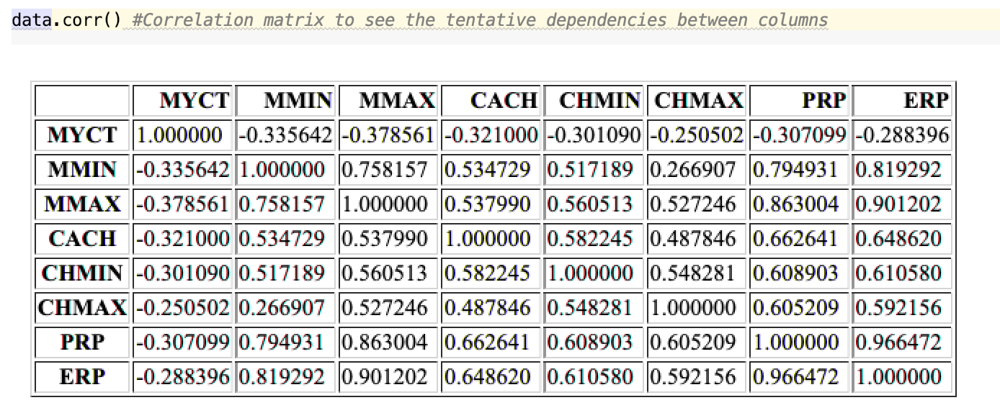 data.corr() #Correlation matrix to see the tentative dependencies between columns
MYCT MMIN MMAX CACH CHMIN CHMAX PRP ERP
MYCT 1.000000 -0.335642 -0.378561 -0.321000 -0.301090 -0.250502 -0.307099 -0.288396
MMIN -0.335642 1.000000 0.758157 0.534729 0.517189 0.266907 0.794931 0.819292
MMAX -0.378561 0.758157 1.000000 0.537990 0.560513 0.527246 0.863004 0.901202
CACH -0.321000 0.534729 0.537990 1.000000 0.582245 0.487846 0.662641 0.648620
CHMIN -0.301090 0.517189 0.560513 0.582245 1.000000 0.548281 0.608903 0.610580
CHMAX -0.250502 0.266907 0.527246 0.487846 0.548281 1.000000 0.605209 0.592156
PRP -0.307099 0.794931 0.863004 0.662641 0.608903 0.605209 1.000000 0.966472
ERP -0.288396 0.819292 0.901202 0.648620 0.610580 0.592156 0.966472 1.000000